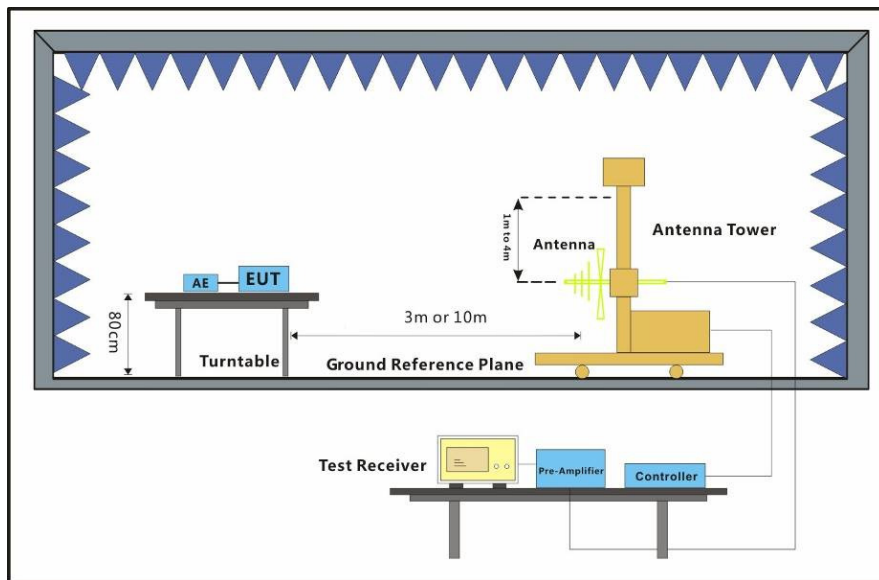 1m to 4m
Antenna
Antenna Tower
AE
EUT
80cm
3m or 10m
Turntable
Ground Reference Plane
Test Receiver
Pre-Amplifier
Controller